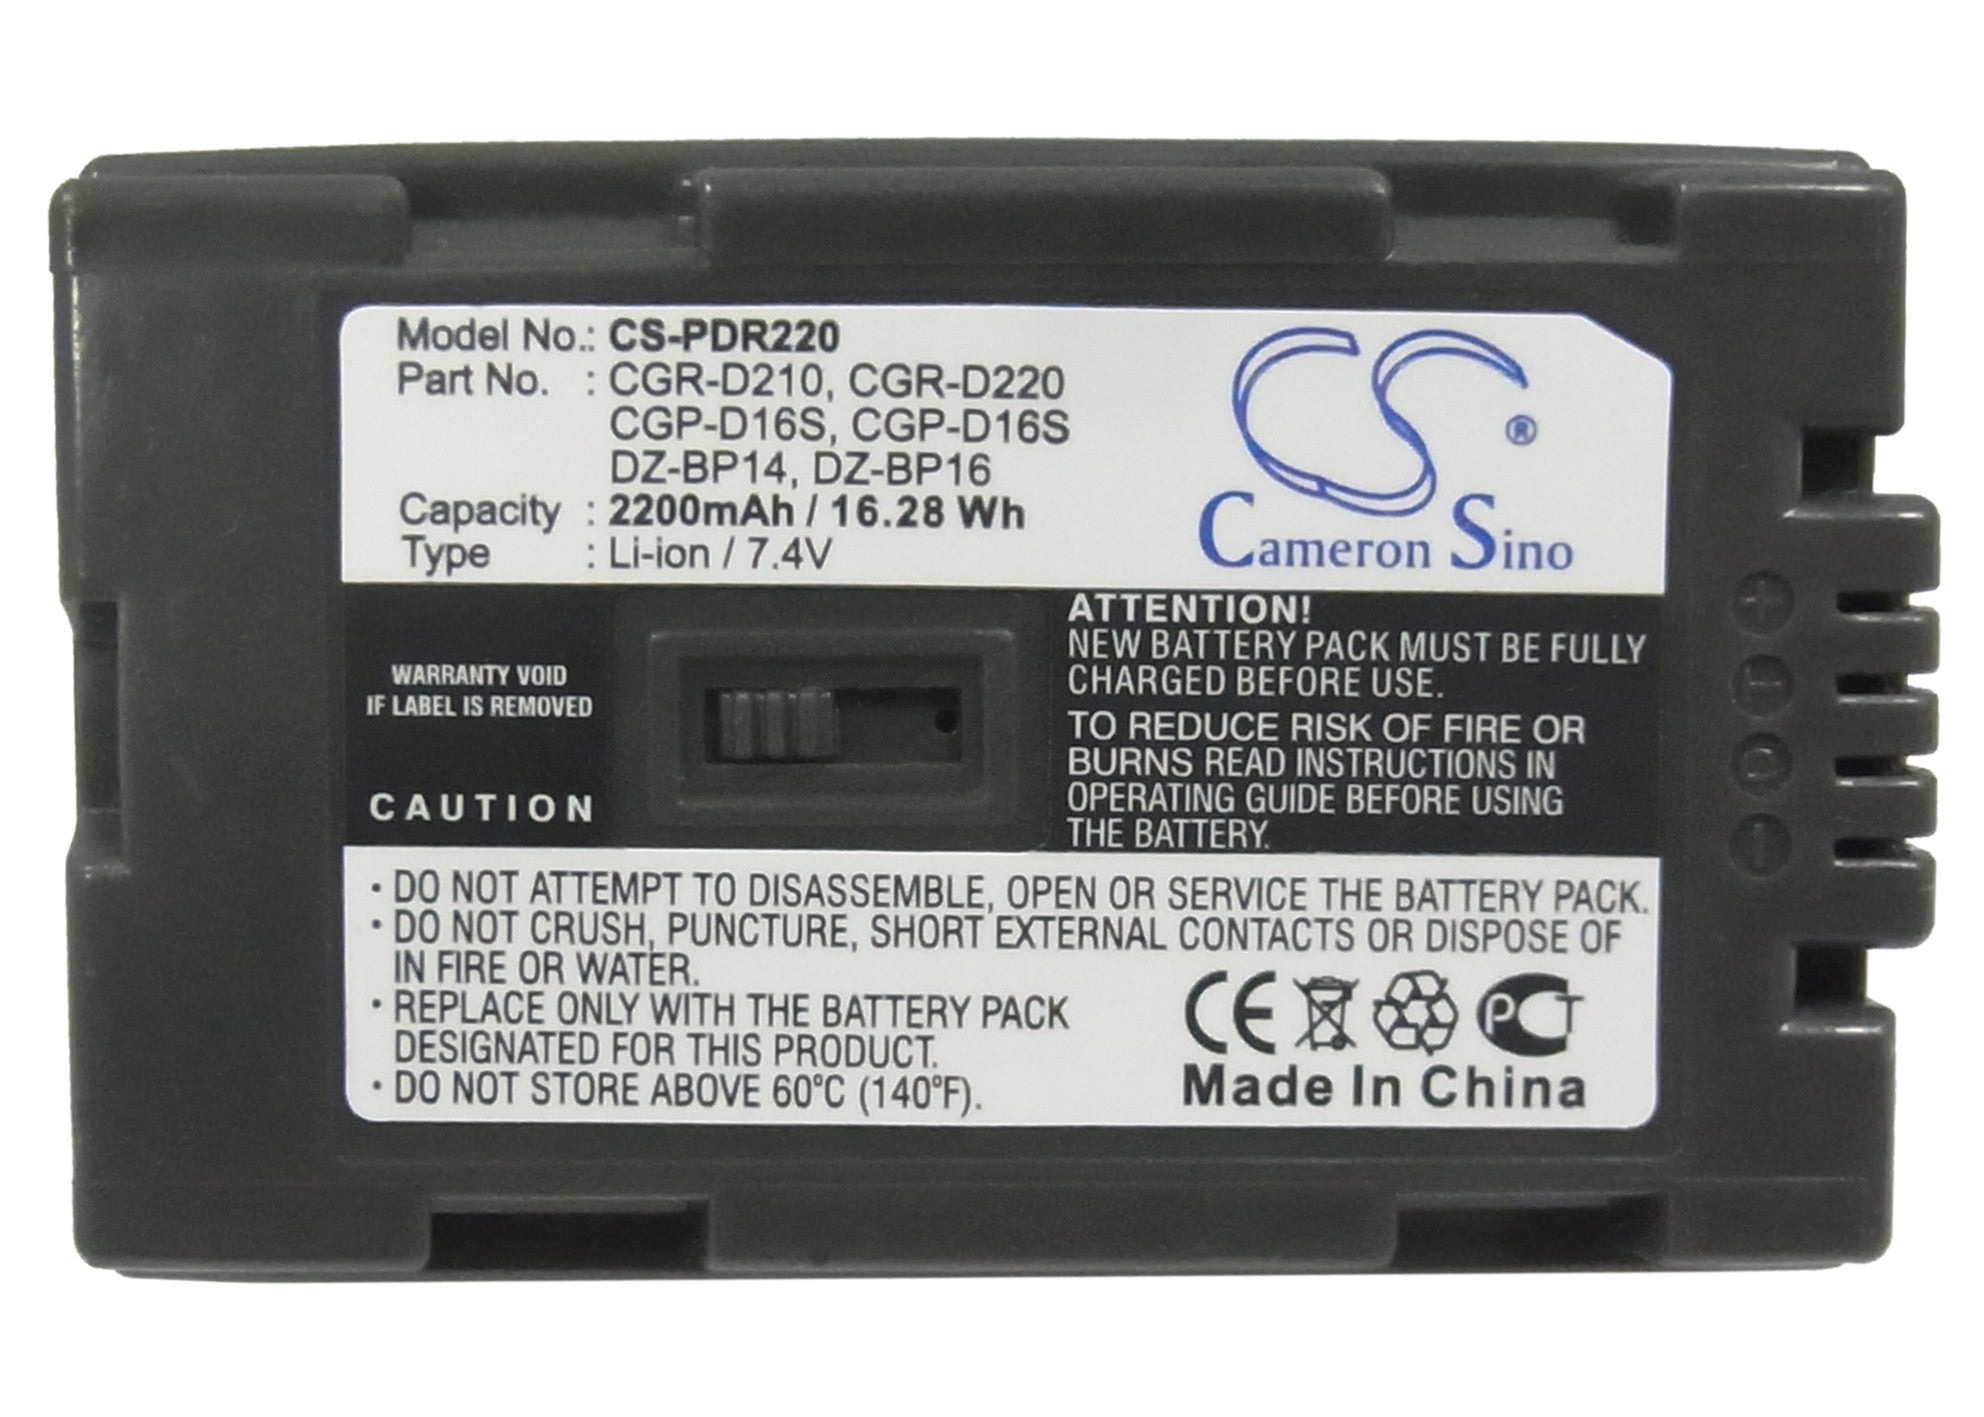 Model No.: CS-PDR220
Part No. : CGR-D210, CGR-D220
CGP-D16S, CGP-D16S
DZ-BP14, DZ-BP16
Capacity : 2200mAh / 16.28 Wh
Type : Li-ion / 7.4V
CS®
Cameron Sino
WARRANTY VOID
IF LABEL IS REMOVED
CAUTION
ATTENTION!
NEW BATTERY PACK MUST BE FULLY
CHARGED BEFORE USE.
TO REDUCE RISK OF FIRE OR
BURNS READ INSTRUCTIONS IN
OPERATING GUIDE BEFORE USING
THE BATTERY.
+
T
D
-
• DO NOT ATTEMPT TO DISASSEMBLE, OPEN OR SERVICE THE BATTERY PACK.
• DO NOT CRUSH, PUNCTURE, SHORT EXTERNAL CONTACTS OR DISPOSE OF
IN FIRE OR WATER.
• REPLACE ONLY WITH THE BATTERY PACK
DESIGNATED FOR THIS PRODUCT.
• DO NOT STORE ABOVE 60°C (140°F).
CE PCT
Made In China